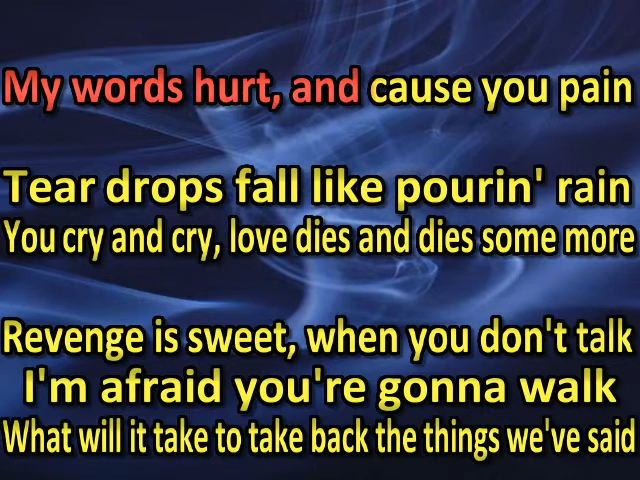 My words hurt, and cause you pain
Tear drops fall like pourin' rain
You cry and cry, love dies and dies some more
Revenge is sweet, when you don't talk
I'm afraid you're gonna walk
What will it take to take back the things we've said